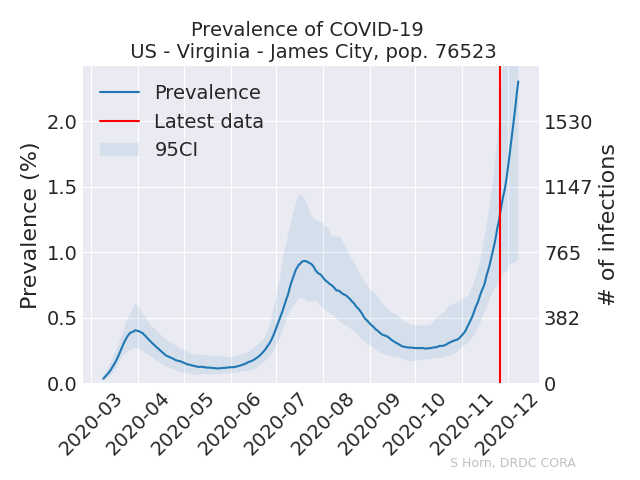 Prevalence of COVID-19
US - Virginia - James City, pop. 76523
Prevalence
Latest data
95CI
Prevalence (%)
2.0
1.5
1.0
0.5
0.0
1530
1147
765
382
0
# of infections
2020-03
2020-04
2020-05
2020-06
2020-07
2020-08
2020-09
2020-10
2020-11
2020-12
S Horn, DRDC CORA